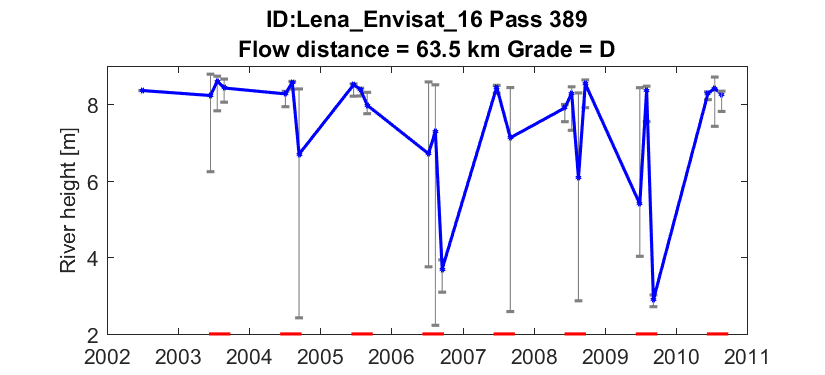 ID:Lena_Envisat_16 Pass 389
Flow distance = 63.5 km Grade = D
River height [m]
8
6
4
2
2002 2003 2004 2005 2006 2007 2008 2009 2010 2011